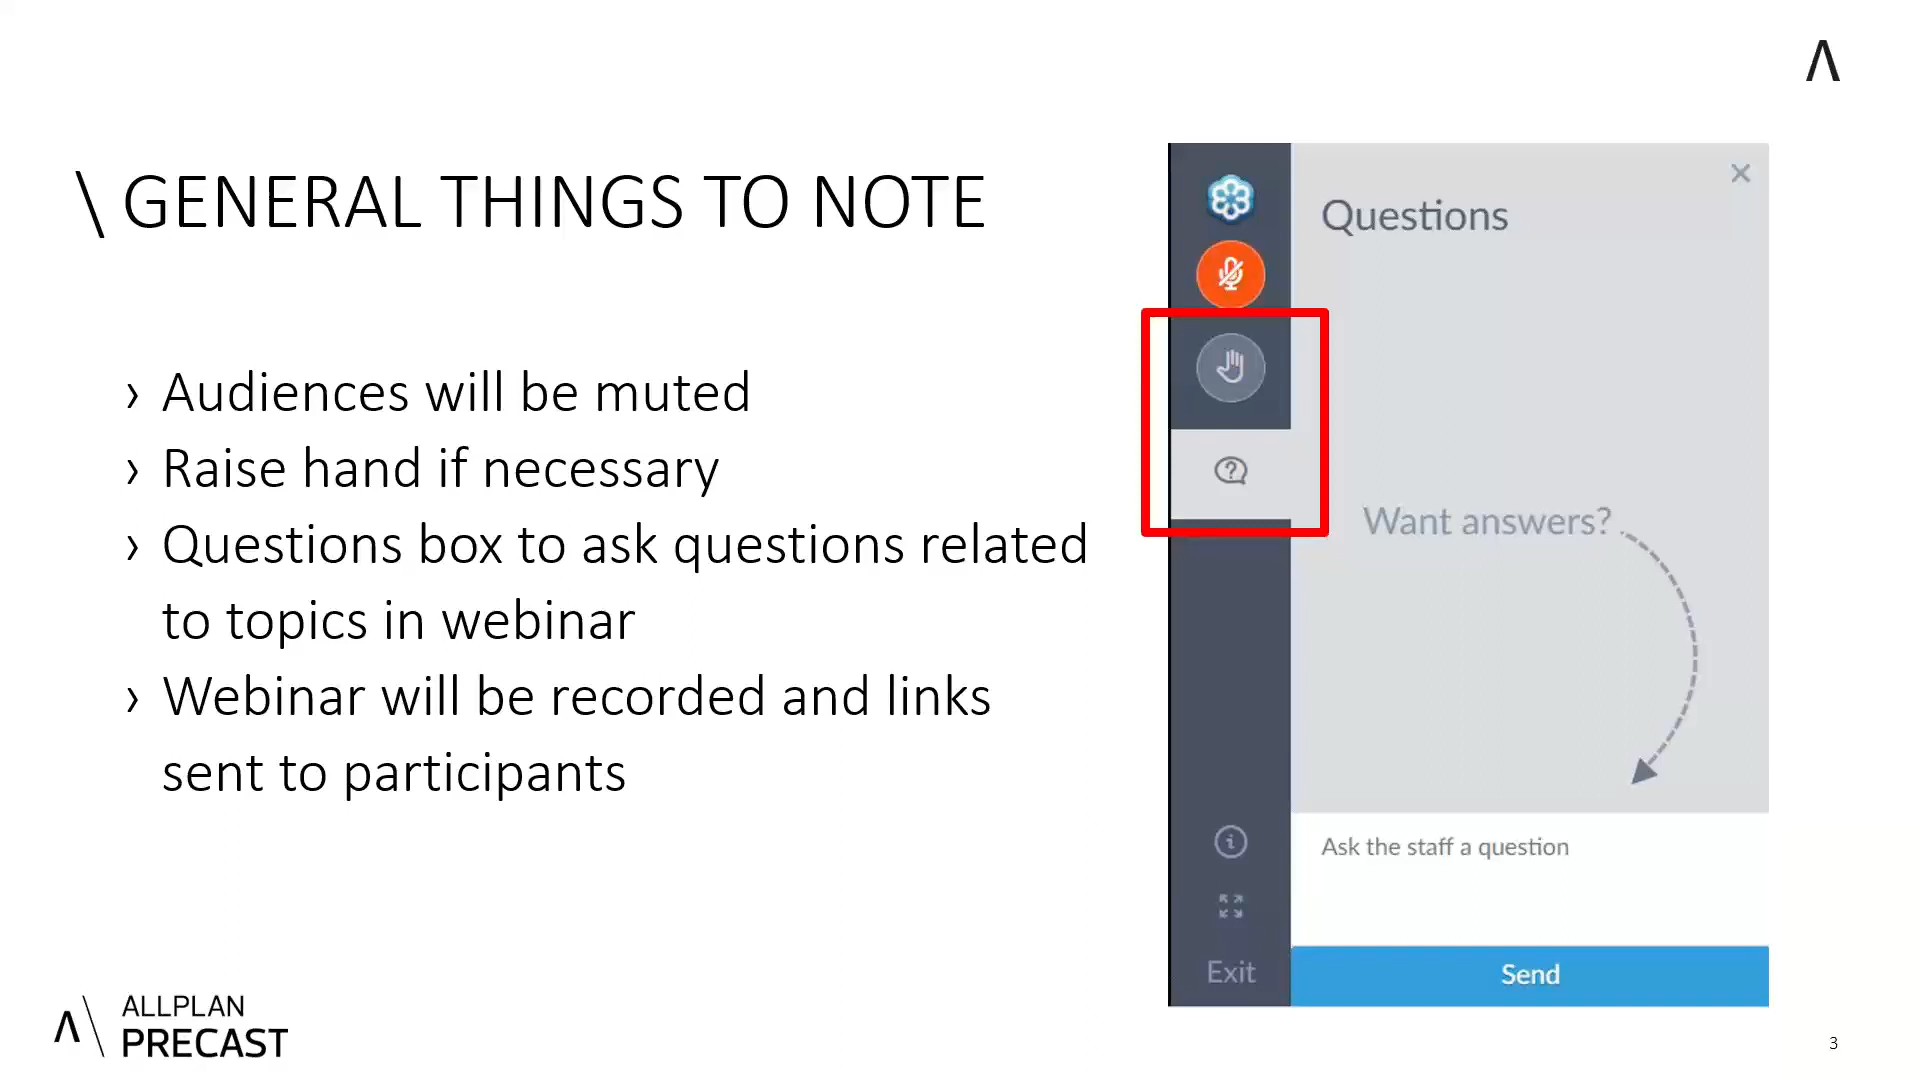 \ GENERAL THINGS TO NOTE
› Audiences will be muted
› Raise hand if necessary
› Questions box to ask questions related
to topics in webinar
› Webinar will be recorded and links
sent to participants
Questions
Want answers?
Ask the staff a question
Exit
Send
ALLPLAN
PRECAST
3